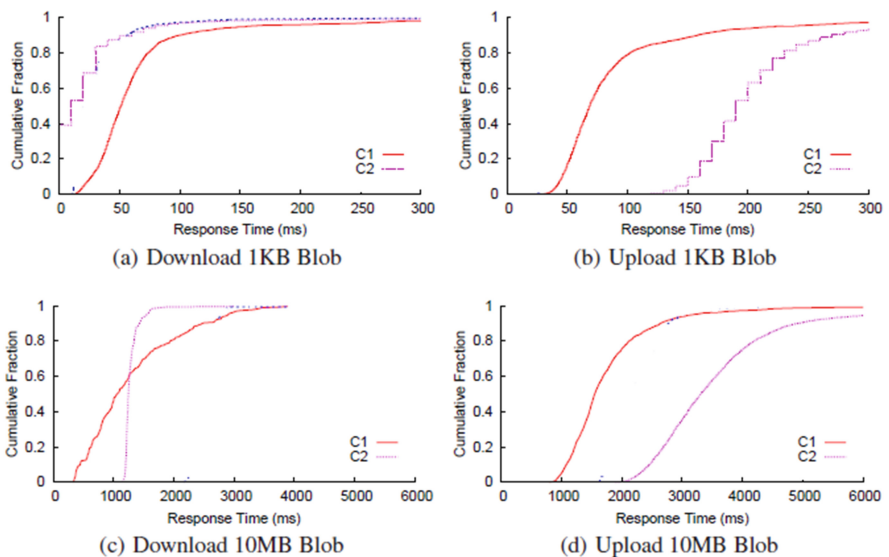 1
0.8
0.6
0.4
0.2
0
Cumulative Fraction
C1
C2
0 50 100 150 200 250 300
Response Time (ms)
(a) Download 1KB Blob
1
0.8
0.6
0.4
0.2
0
Cumulative Fraction
C1
C2
0 50 100 150 200 250 300
Response Time (ms)
(b) Upload 1KB Blob
1
0.8
0.6
0.4
0.2
0
Cumulative Fraction
C1
C2
0 1000 2000 3000 4000 5000 6000
Response Time (ms)
(c) Download 10MB Blob
1
0.8
0.6
0.4
0.2
0
Cumulative Fraction
C1
C2
0 1000 2000 3000 4000 5000 6000
Response Time (ms)
(d) Upload 10MB Blob